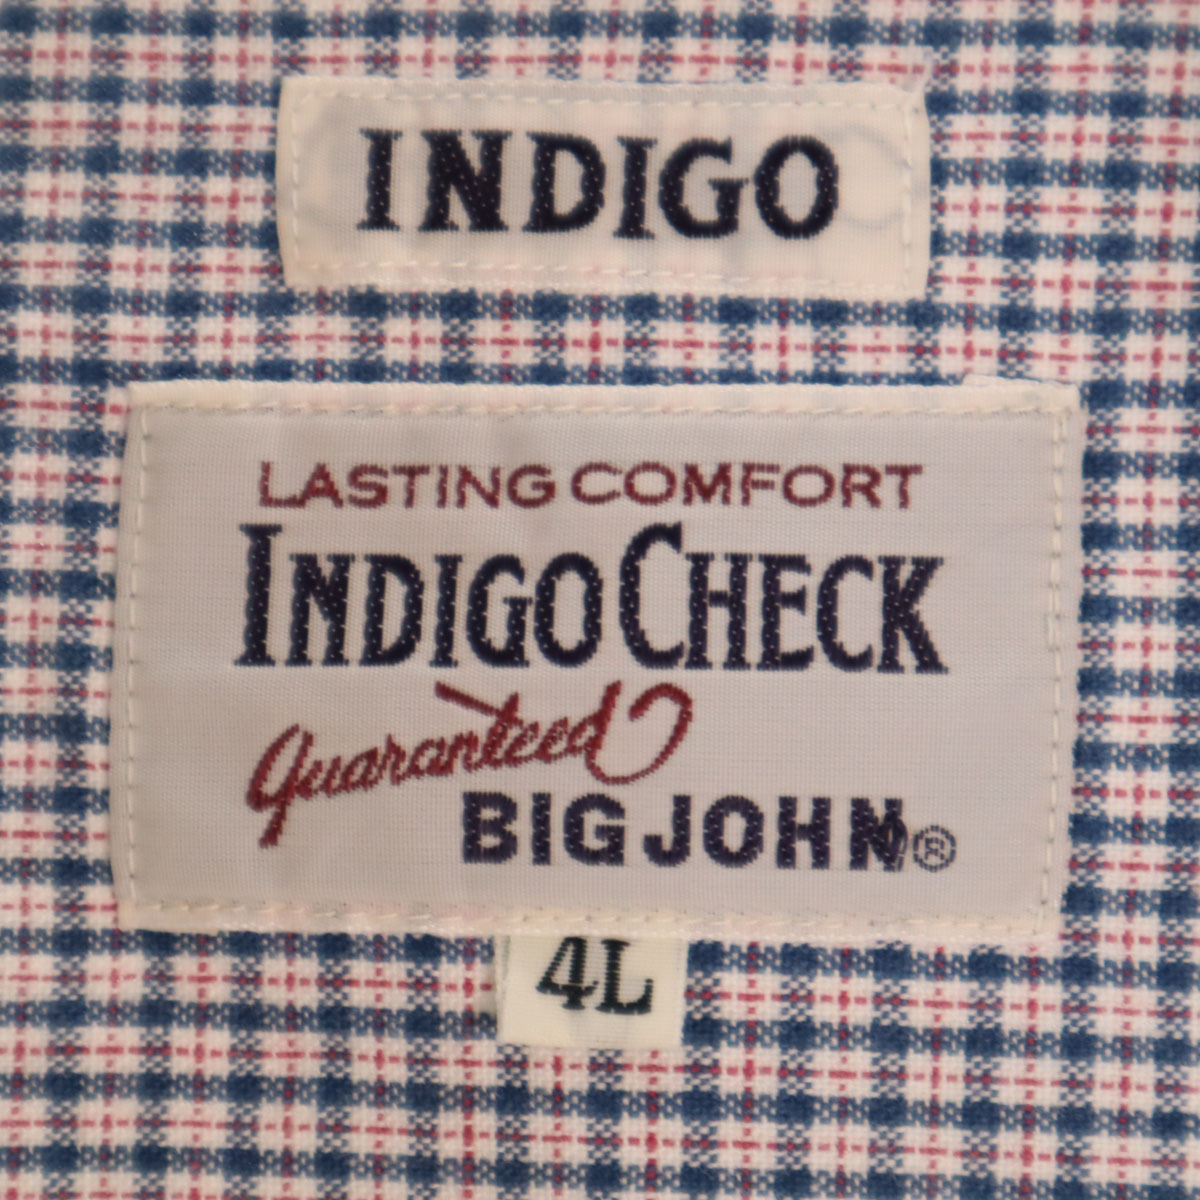 INDIGO
LASTING COMFORT
INDIGO CHECK
guaranteed
BIG JOHN®
4L